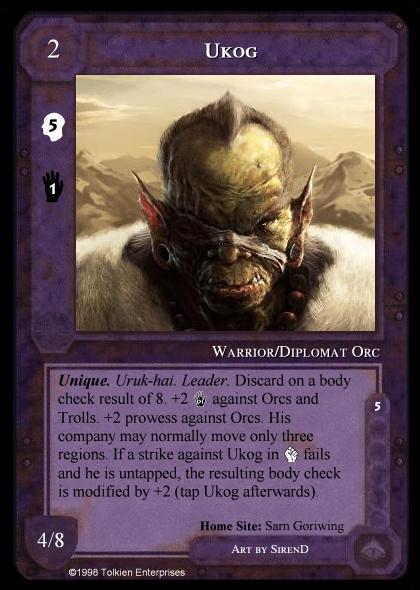 2
UKOG
5
1
WARRIOR/DIPLOMAT ORC
Unique. Uruk-hai. Leader. Discard on a body
check result of 8. +2 DI against Orcs and
Trolls. +2 prowess against Orcs. His
company may normally move only three
regions. If a strike against Ukog in fails
and he is untapped, the resulting body check
is modified by +2 (tap Ukog afterwards).
5
Home Site: Sarn Goriwing
4/8
ART BY SIREND
©1998 Tolkien Enterprises